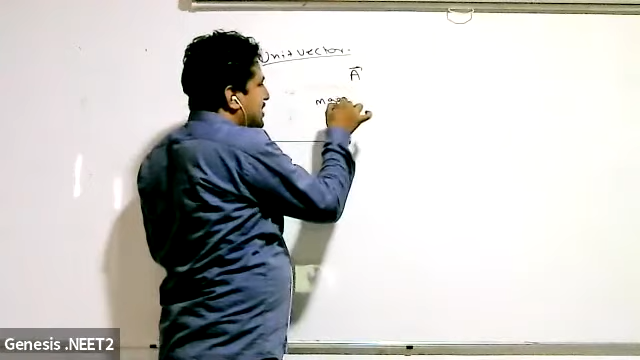 Unit vector.
A⃗
mag
Genesis .NEET2